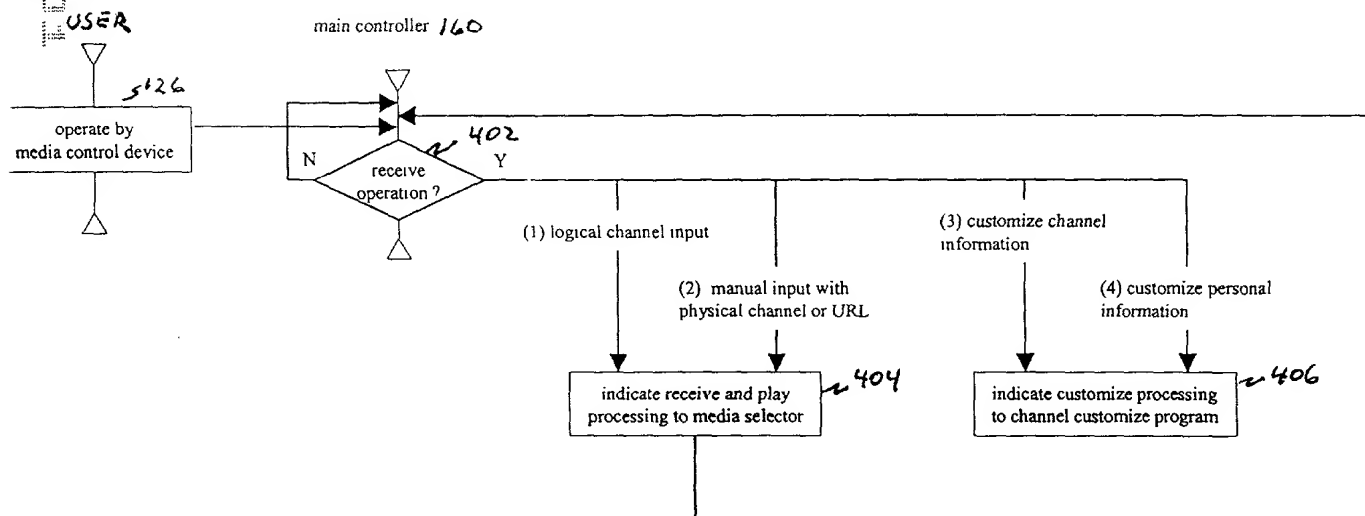 USER
main controller 160
126
operate by
media control device
402
N
Y
receive
operation ?
(1) logical channel input
(2) manual input with
physical channel or URL
(3) customize channel
information
(4) customize personal
information
indicate receive and play
processing to media selector
404
indicate customize processing
to channel customize program
406